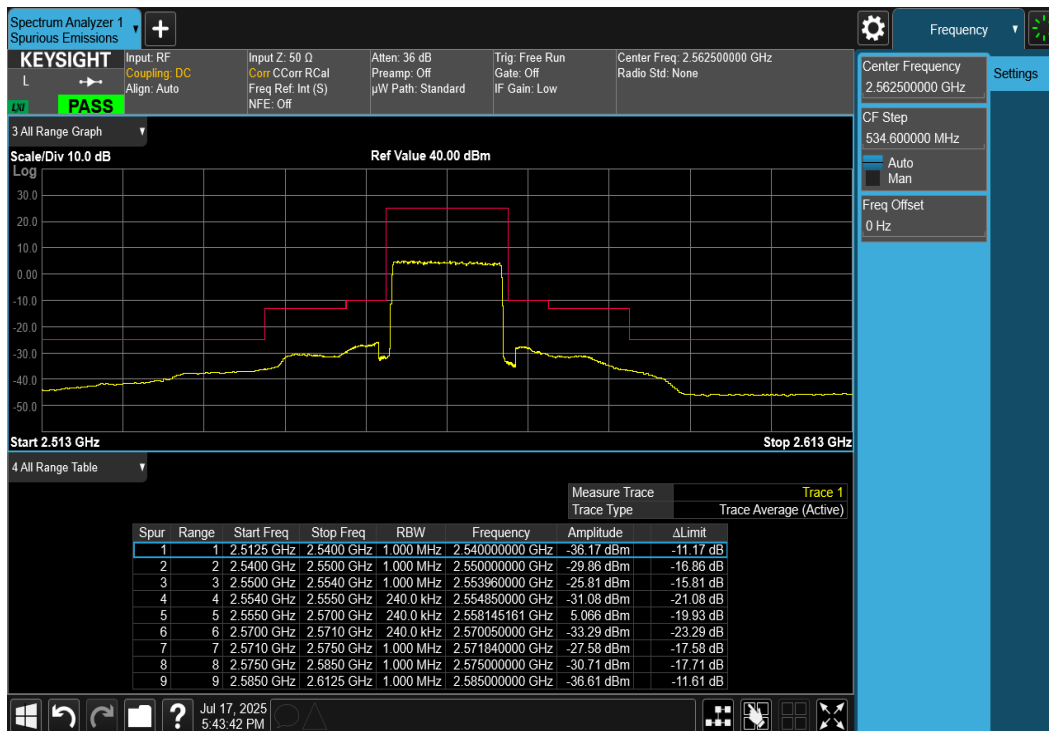 Spectrum Analyzer 1
Spurious Emissions
Frequency
KEYSIGHT
L
LXI
PASS
Input: RF
Coupling: DC
Align: Auto
Input Z: 50 Ω
Corr CCorr RCal
Freq Ref: Int (S)
NFE: Off
Atten: 36 dB
Preamp: Off
µW Path: Standard
Trig: Free Run
Gate: Off
IF Gain: Low
Center Freq: 2.562500000 GHz
Radio Std: None
Center Frequency
2.562500000 GHz
Settings
CF Step
534.600000 MHz
Auto
Man
Freq Offset
0 Hz
3 All Range Graph
Scale/Div 10.0 dB
Ref Value 40.00 dBm
Log
30.0
20.0
10.0
0.00
-10.0
-20.0
-30.0
-40.0
-50.0
Start 2.513 GHz
Stop 2.613 GHz
4 All Range Table
Measure Trace Trace 1
Trace Type Trace Average (Active)
Spur Range Start Freq Stop Freq RBW Frequency Amplitude ΔLimit
1 1 2.5125 GHz 2.5400 GHz 1.000 MHz 2.540000000 GHz -36.17 dBm -11.17 dB
2 2 2.5400 GHz 2.5500 GHz 1.000 MHz 2.550000000 GHz -29.86 dBm -16.86 dB
3 3 2.5500 GHz 2.5540 GHz 1.000 MHz 2.553960000 GHz -25.81 dBm -15.81 dB
4 4 2.5540 GHz 2.5550 GHz 240.0 kHz 2.554850000 GHz -31.08 dBm -21.08 dB
5 5 2.5550 GHz 2.5700 GHz 240.0 kHz 2.558145161 GHz 5.066 dBm -19.93 dB
6 6 2.5700 GHz 2.5710 GHz 240.0 kHz 2.570050000 GHz -33.29 dBm -23.29 dB
7 7 2.5710 GHz 2.5750 GHz 1.000 MHz 2.571840000 GHz -27.58 dBm -17.58 dB
8 8 2.5750 GHz 2.5850 GHz 1.000 MHz 2.575000000 GHz -30.71 dBm -17.71 dB
9 9 2.5850 GHz 2.6125 GHz 1.000 MHz 2.585000000 GHz -36.61 dBm -11.61 dB
Jul 17, 2025
5:43:42 PM